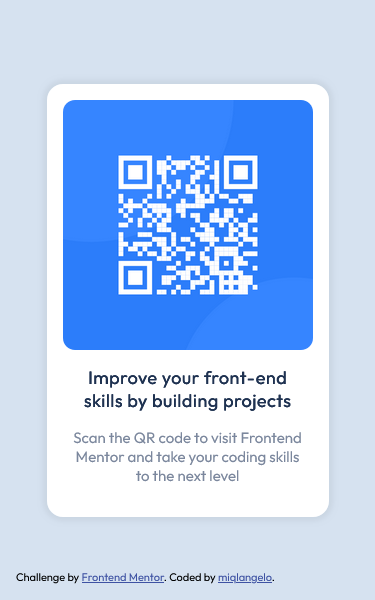 Improve your front-end
skills by building projects
Scan the QR code to visit Frontend
Mentor and take your coding skills
to the next level
Challenge by Frontend Mentor. Coded by miqlangelo.